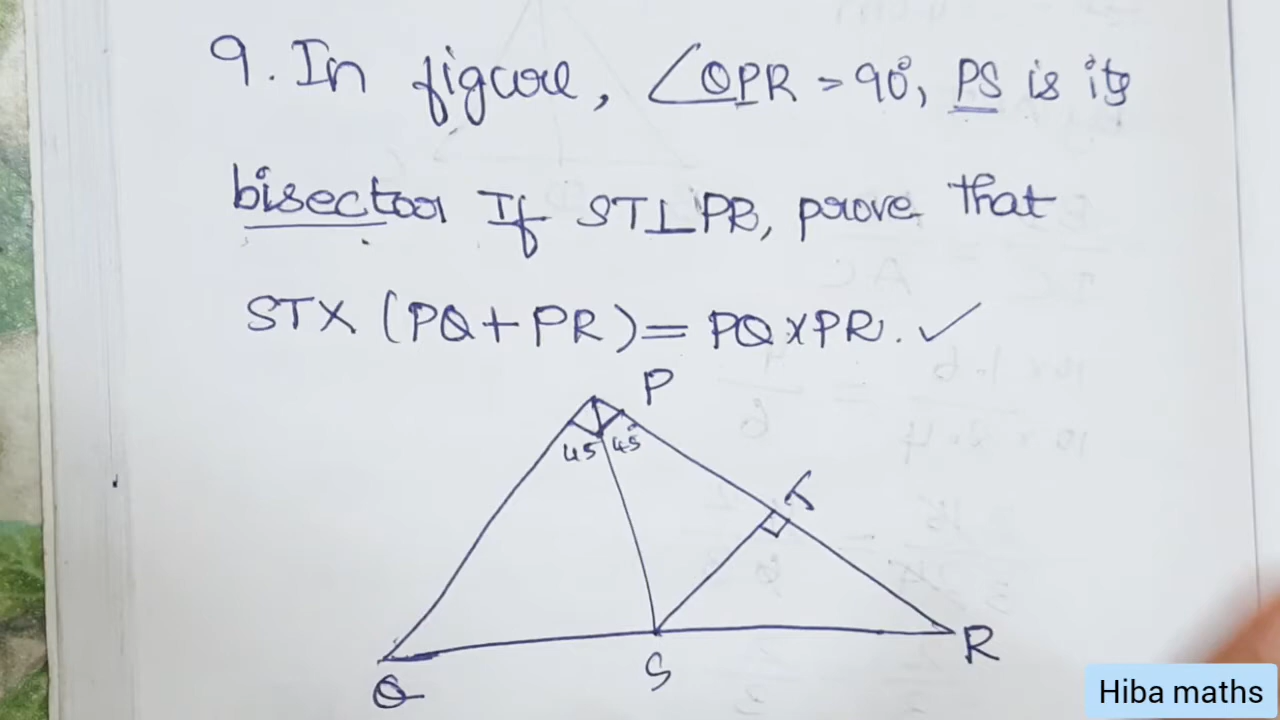 9. In figure, ∠QPR = 90°, PS is its
bisector If ST⊥PR, prove that
ST× (PQ+PR)= PQ×PR. ✓
P
45 45°
T
Q
S
R
Hiba maths